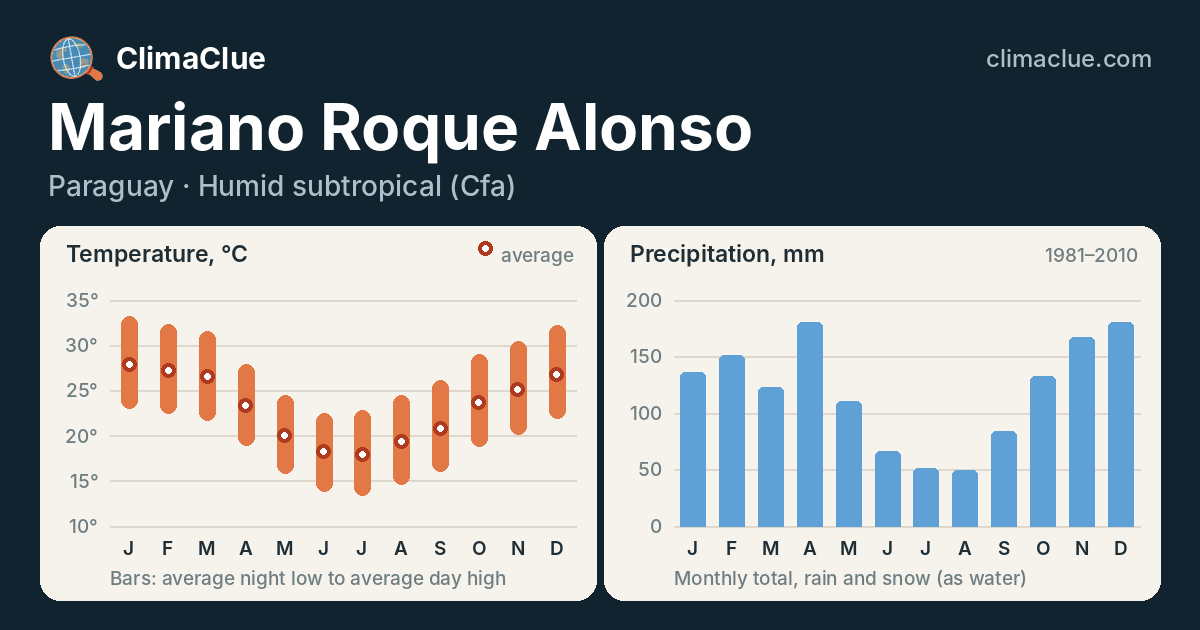 ClimaClue
climaclue.com
Mariano Roque Alonso
Paraguay · Humid subtropical (Cfa)
Temperature, °C
average
35°
30°
25°
20°
15°
10°
J F M A M J J A S O N D
Bars: average night low to average day high
Precipitation, mm
1981–2010
200
150
100
50
0
J F M A M J J A S O N D
Monthly total, rain and snow (as water)